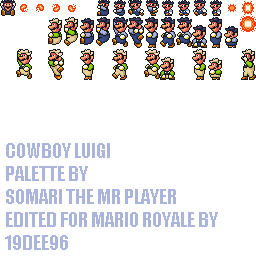 COWBOY LUIGI
PALETTE BY
SOMARI THE MR PLAYER
EDITED FOR MARIO ROYALE BY
19DEE96